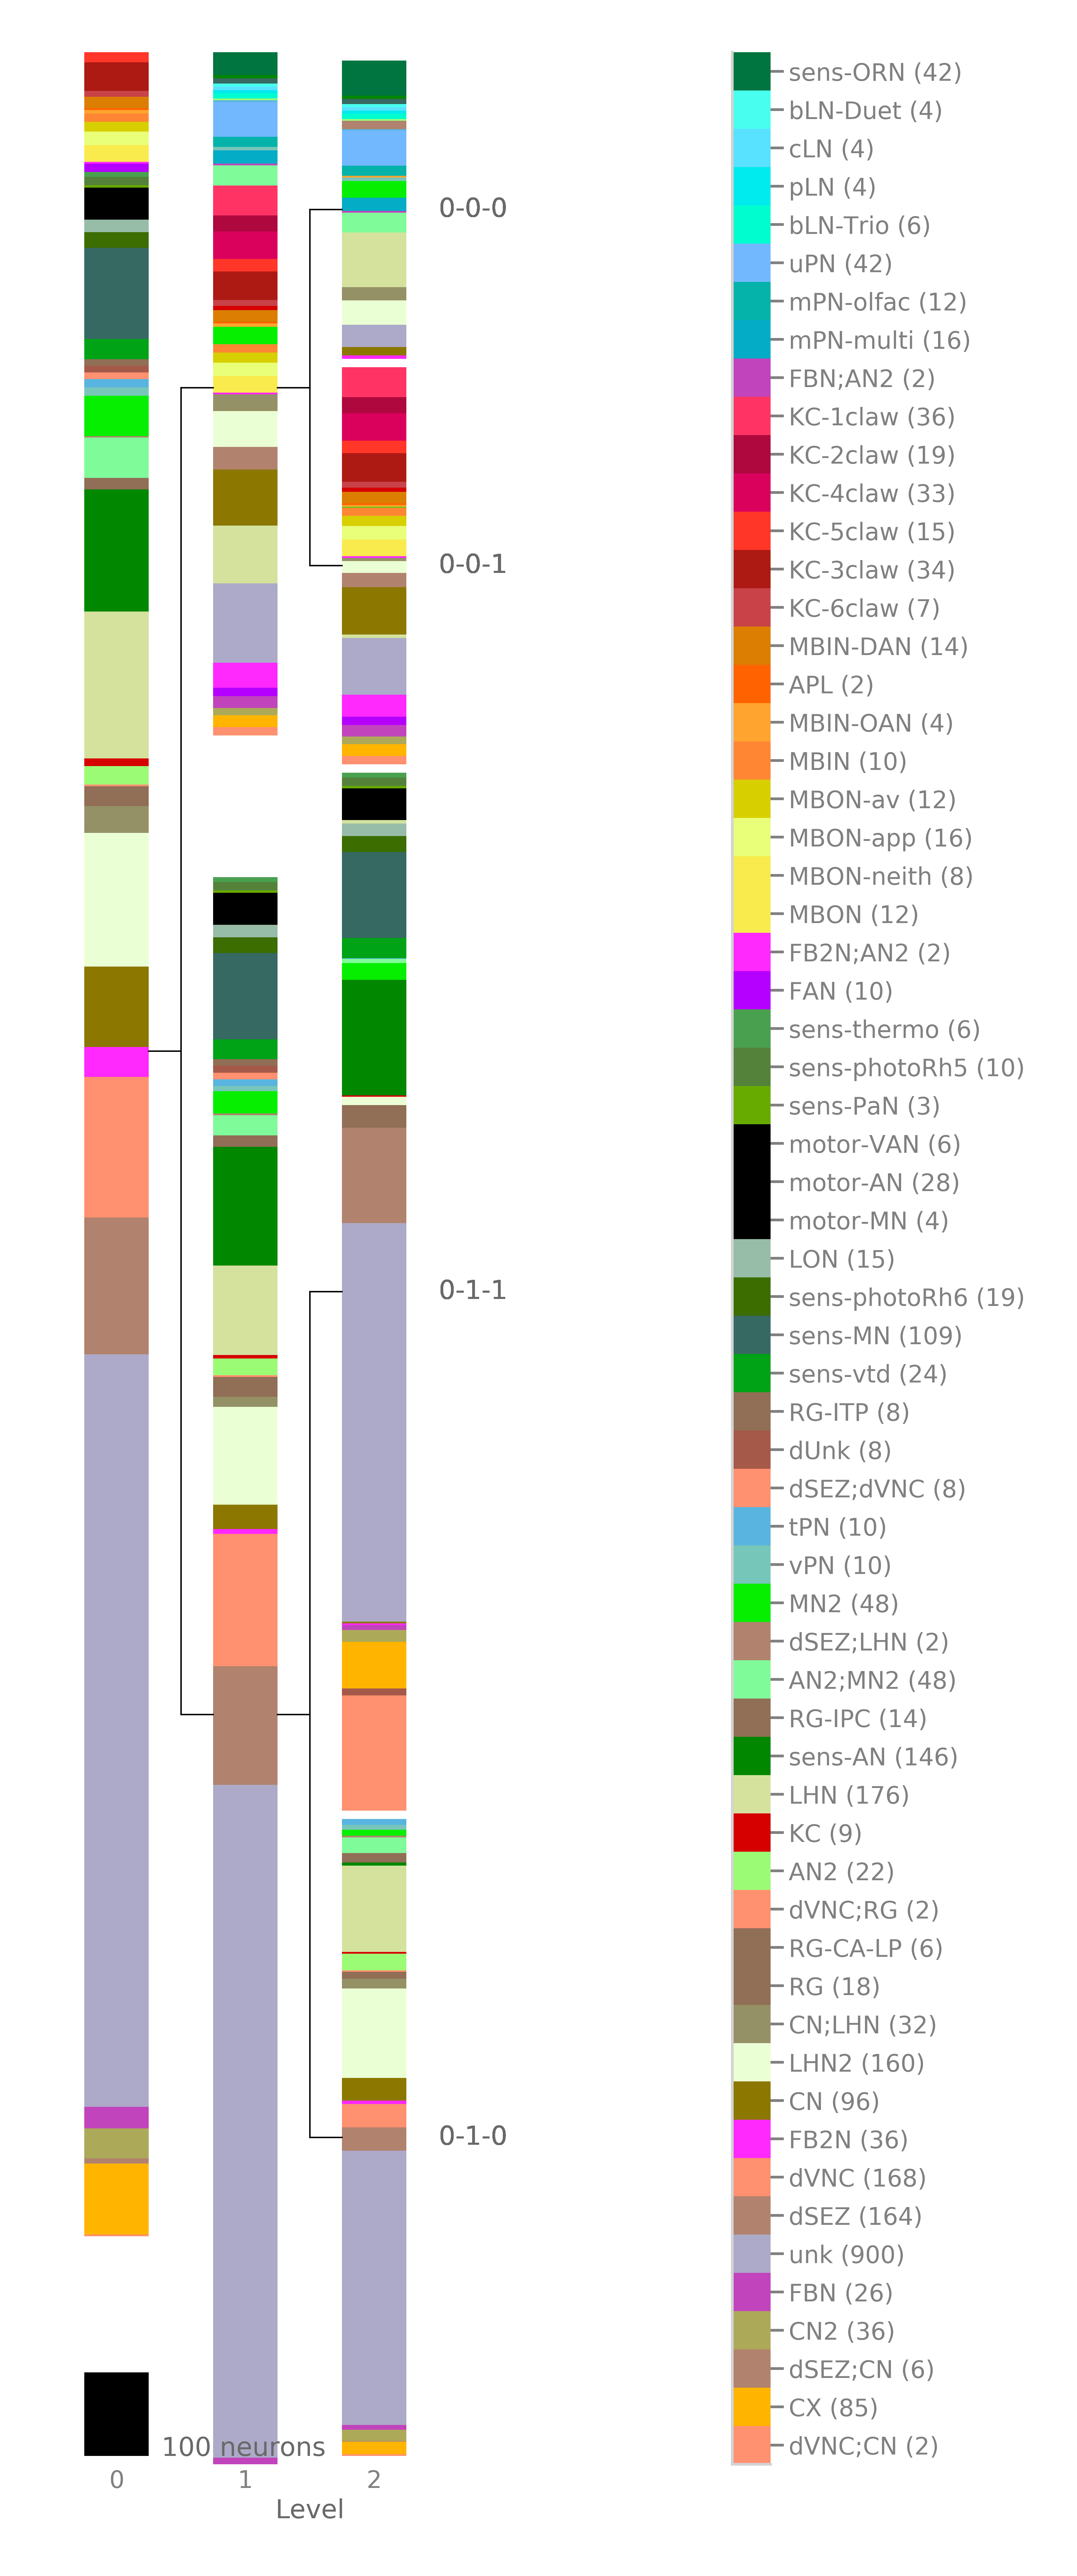 0-0-0
0-0-1
0-1-1
0-1-0
100 neurons
0
1
2
Level
sens-ORN (42)
bLN-Duet (4)
cLN (4)
pLN (4)
bLN-Trio (6)
uPN (42)
mPN-olfac (12)
mPN-multi (16)
FBN;AN2 (2)
KC-1claw (36)
KC-2claw (19)
KC-4claw (33)
KC-5claw (15)
KC-3claw (34)
KC-6claw (7)
MBIN-DAN (14)
APL (2)
MBIN-OAN (4)
MBIN (10)
MBON-av (12)
MBON-app (16)
MBON-neith (8)
MBON (12)
FB2N;AN2 (2)
FAN (10)
sens-thermo (6)
sens-photoRh5 (10)
sens-PaN (3)
motor-VAN (6)
motor-AN (28)
motor-MN (4)
LON (15)
sens-photoRh6 (19)
sens-MN (109)
sens-vtd (24)
RG-ITP (8)
dUnk (8)
dSEZ;dVNC (8)
tPN (10)
vPN (10)
MN2 (48)
dSEZ;LHN (2)
AN2;MN2 (48)
RG-IPC (14)
sens-AN (146)
LHN (176)
KC (9)
AN2 (22)
dVNC;RG (2)
RG-CA-LP (6)
RG (18)
CN;LHN (32)
LHN2 (160)
CN (96)
FB2N (36)
dVNC (168)
dSEZ (164)
unk (900)
FBN (26)
CN2 (36)
dSEZ;CN (6)
CX (85)
dVNC;CN (2)